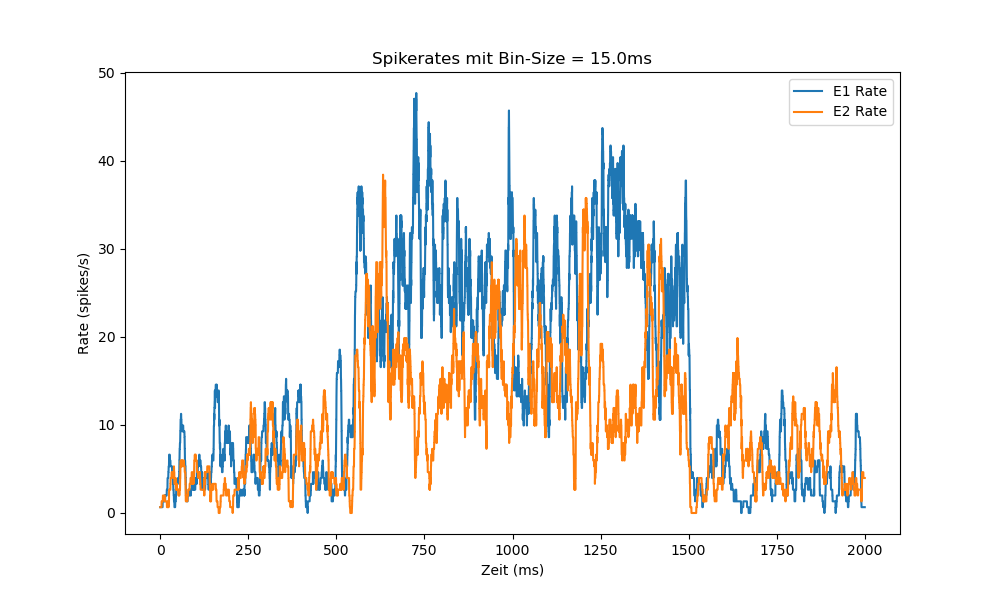 Spikerates mit Bin-Size = 15.0ms
E1 Rate
E2 Rate
50
40
30
20
10
0
Rate (spikes/s)
0 250 500 750 1000 1250 1500 1750 2000
Zeit (ms)